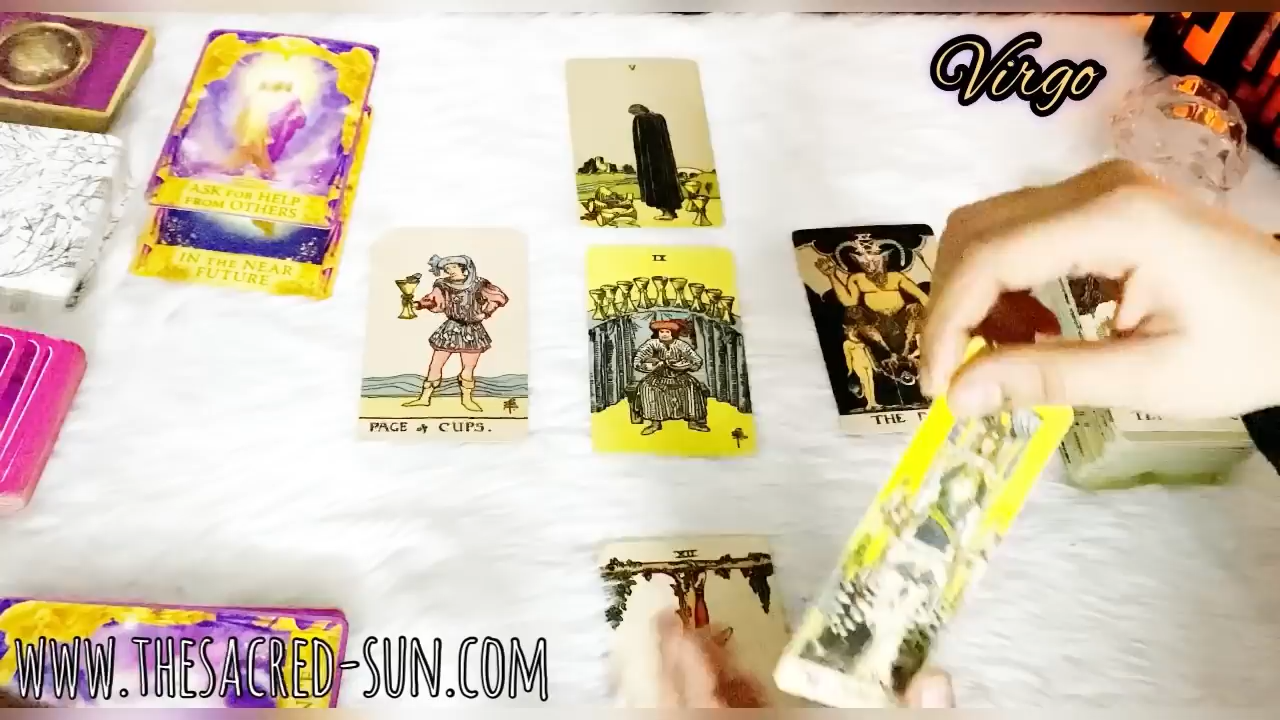 Virgo
V
ASK FOR HELP
FROM OTHERS
IN THE NEAR
FUTURE
IX
PAGE of CUPS.
THE
XII
WWW.THESACRED-SUN.COM